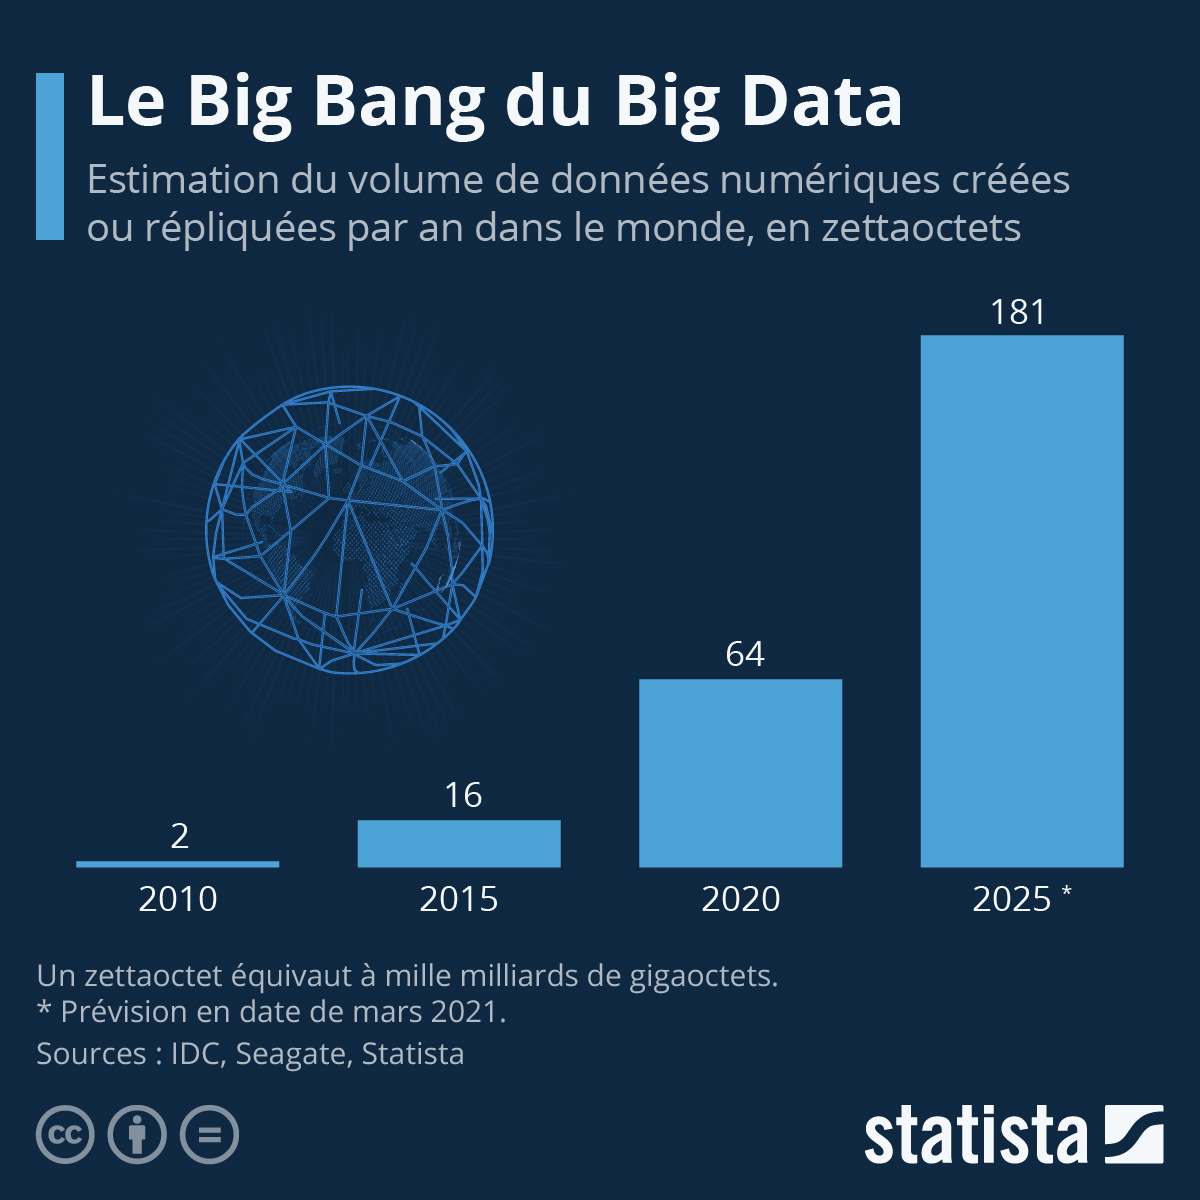 Le Big Bang du Big Data
Estimation du volume de données numériques créées
ou répliquées par an dans le monde, en zettaoctets
181
64
16
2
2010
2015
2020
2025 *
Un zettaoctet équivaut à mille milliards de gigaoctets.
* Prévision en date de mars 2021.
Sources : IDC, Seagate, Statista
cc
=
statista